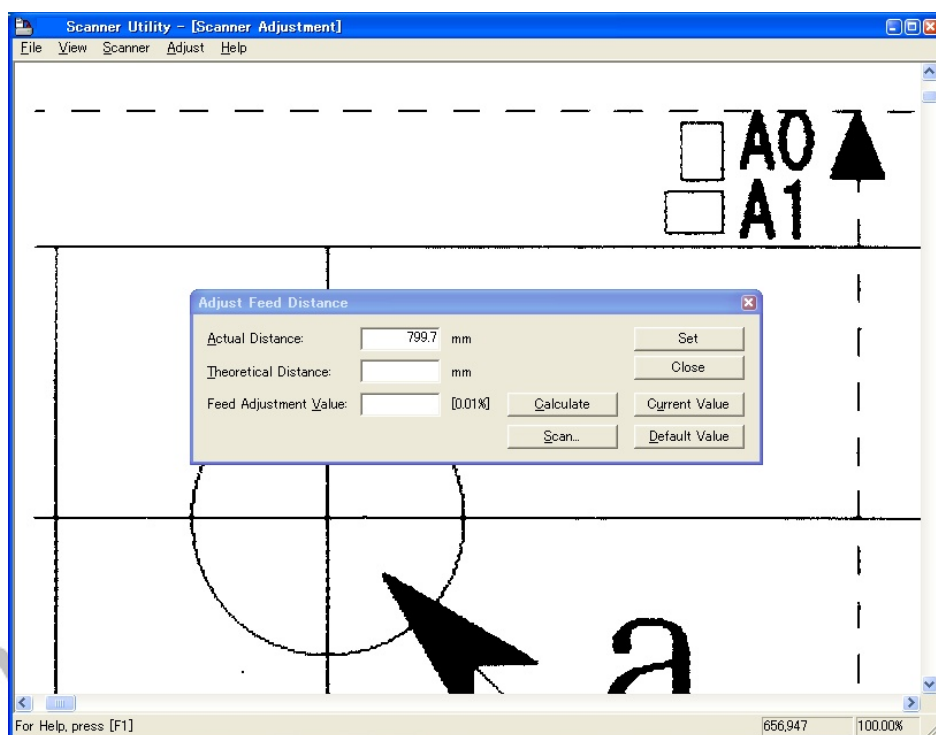 Scanner Utility - [Scanner Adjustment]
File View Scanner Adjust Help
A0
A1
Adjust Feed Distance
Actual Distance: 799.7 mm Set
Theoretical Distance: mm Close
Feed Adjustment Value: [0.01%] Calculate Current Value
Scan... Default Value
a
For Help, press [F1] 656,947 100.00%